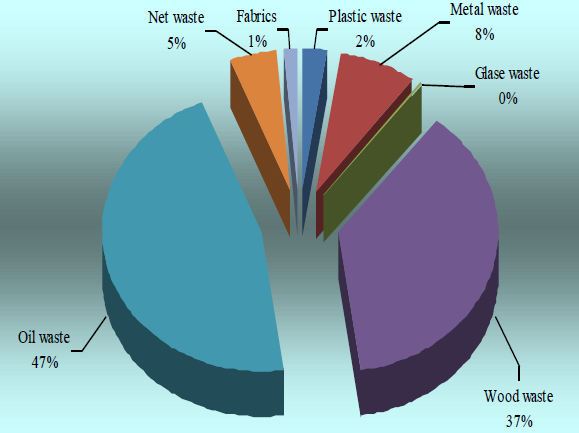 Net waste
5%
Fabrics
1%
Plastic waste
2%
Metal waste
8%
Glase waste
0%
Oil waste
47%
Wood waste
37%